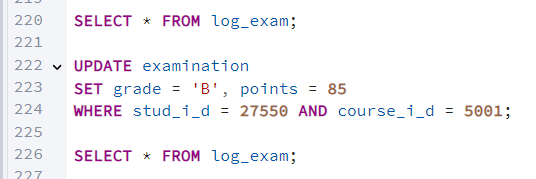 220 SELECT * FROM log_exam;
221
222 UPDATE examination
223 SET grade = 'B', points = 85
224 WHERE stud_i_d = 27550 AND course_i_d = 5001;
225
226 SELECT * FROM log_exam;
227